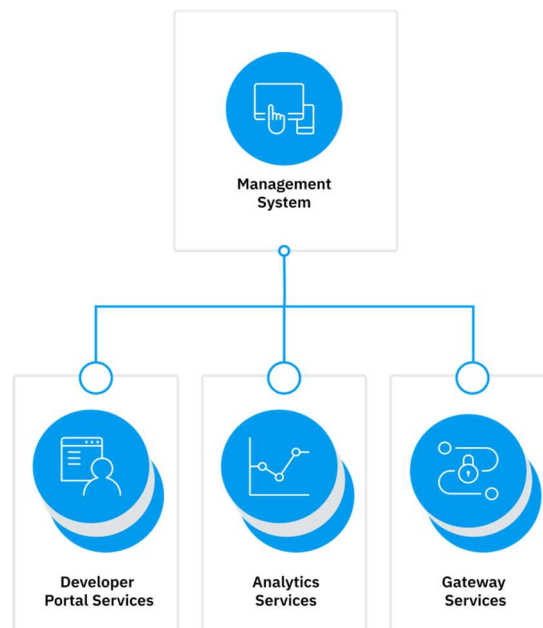 Management
System
Developer
Portal Services
Analytics
Services
Gateway
Services